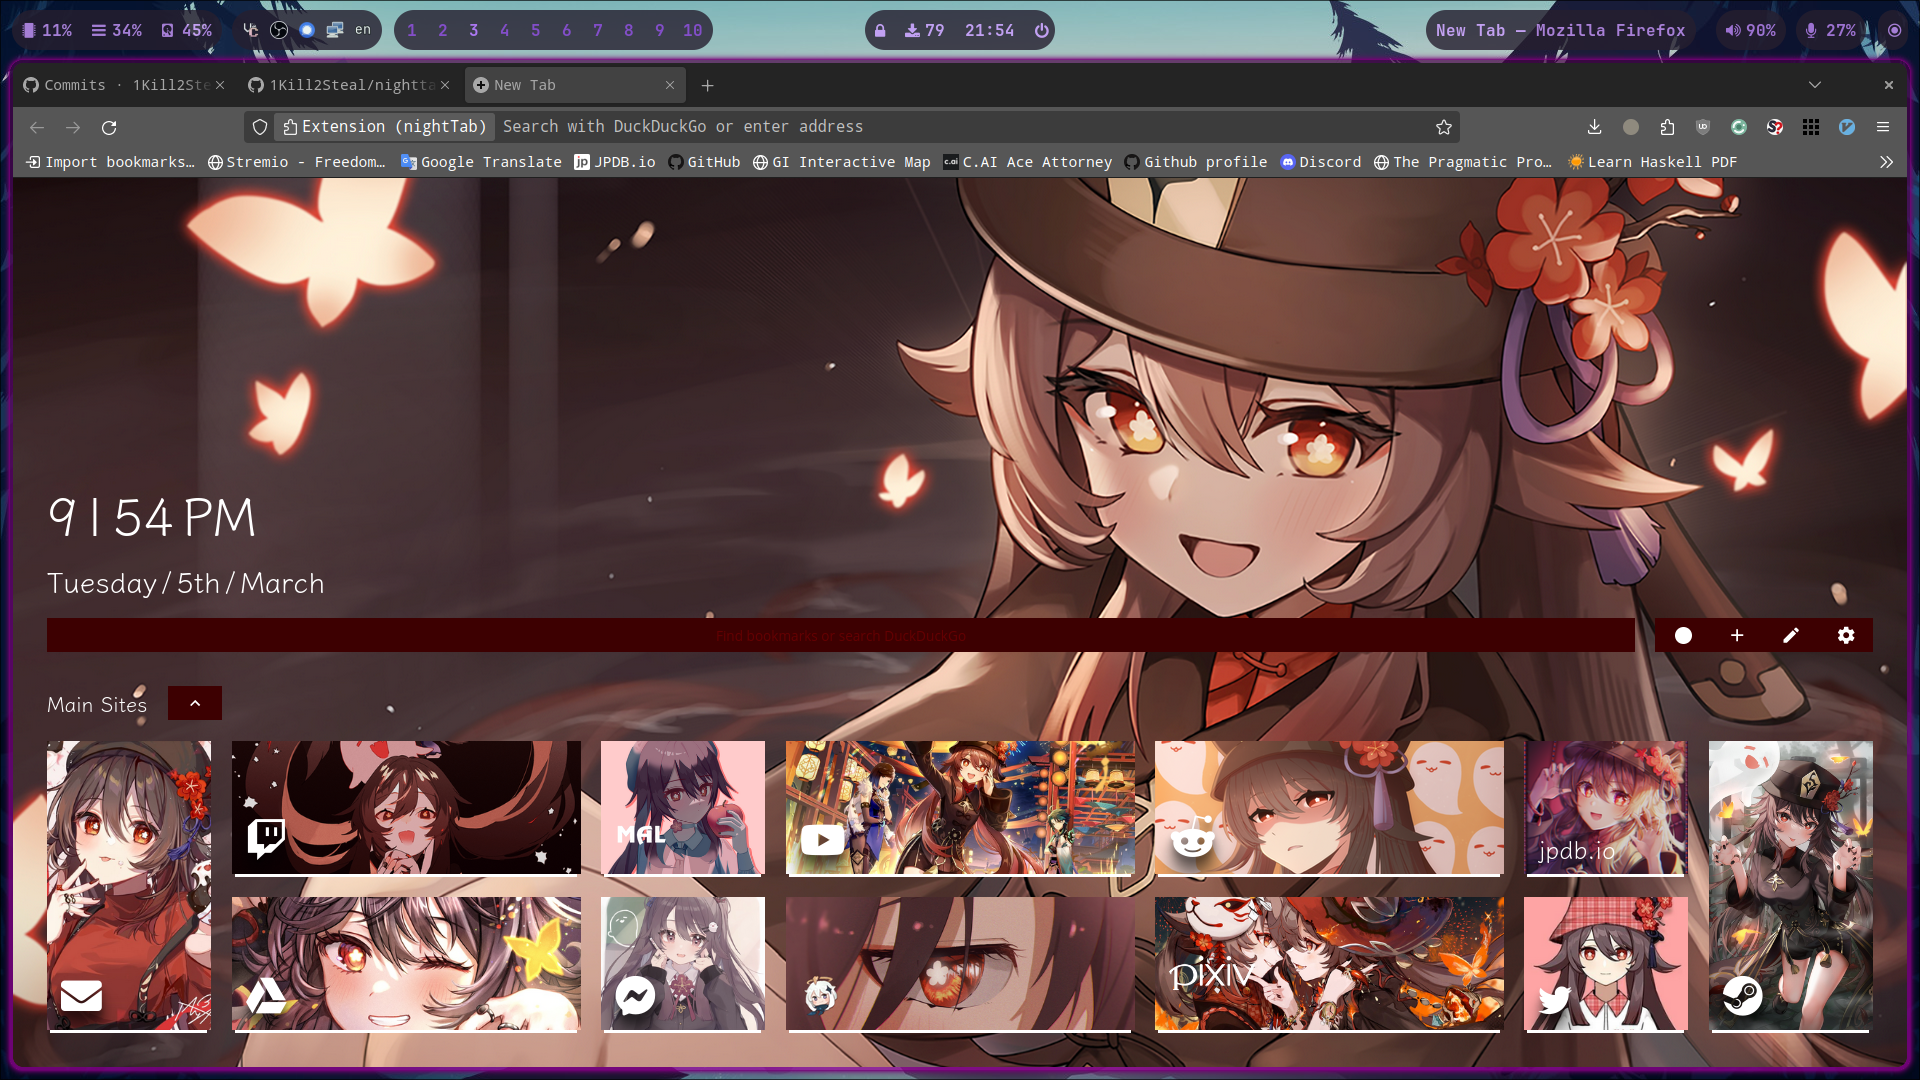 11% 34% 45% en 1 2 3 4 5 6 7 8 9 10 79 21:54 New Tab — Mozilla Firefox 90% 27%
Commits · 1Kill2Ste 1Kill2Steal/nightta New Tab
Extension (nightTab) Search with DuckDuckGo or enter address
Import bookmarks… Stremio - Freedom… Google Translate JPDB.io GitHub GI Interactive Map C.AI Ace Attorney Github profile Discord The Pragmatic Pro… Learn Haskell PDF
9 | 54 PM
Tuesday / 5th / March
Find bookmarks or search DuckDuckGo
Main Sites
MAL
jpdb.io
pixiv